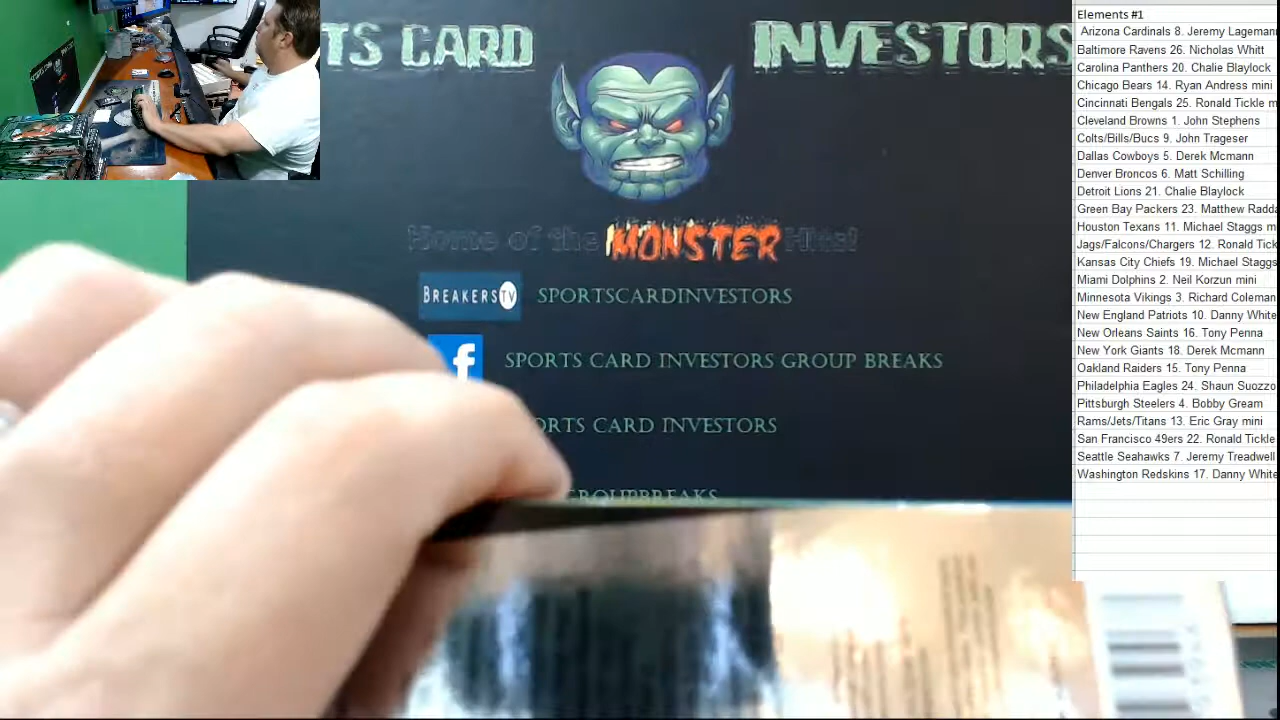 TS CARD INVESTORS
Home of the MONSTER Hits!
BREAKERS TV SPORTSCARDINVESTORS
f SPORTS CARD INVESTORS GROUP BREAKS
ORTS CARD INVESTORS
GROUPBREAKS
Elements #1
Arizona Cardinals 8. Jeremy Lageman
Baltimore Ravens 26. Nicholas Whitt
Carolina Panthers 20. Chalie Blaylock
Chicago Bears 14. Ryan Andress mini
Cincinnati Bengals 25. Ronald Tickle m
Cleveland Browns 1. John Stephens
Colts/Bills/Bucs 9. John Trageser
Dallas Cowboys 5. Derek Mcmann
Denver Broncos 6. Matt Schilling
Detroit Lions 21. Chalie Blaylock
Green Bay Packers 23. Matthew Radda
Houston Texans 11. Michael Staggs m
Jags/Falcons/Chargers 12. Ronald Tick
Kansas City Chiefs 19. Michael Staggs
Miami Dolphins 2. Neil Korzun mini
Minnesota Vikings 3. Richard Coleman
New England Patriots 10. Danny White
New Orleans Saints 16. Tony Penna
New York Giants 18. Derek Mcmann
Oakland Raiders 15. Tony Penna
Philadelphia Eagles 24. Shaun Suozzo
Pittsburgh Steelers 4. Bobby Gream
Rams/Jets/Titans 13. Eric Gray mini
San Francisco 49ers 22. Ronald Tickle
Seattle Seahawks 7. Jeremy Treadwell
Washington Redskins 17. Danny White